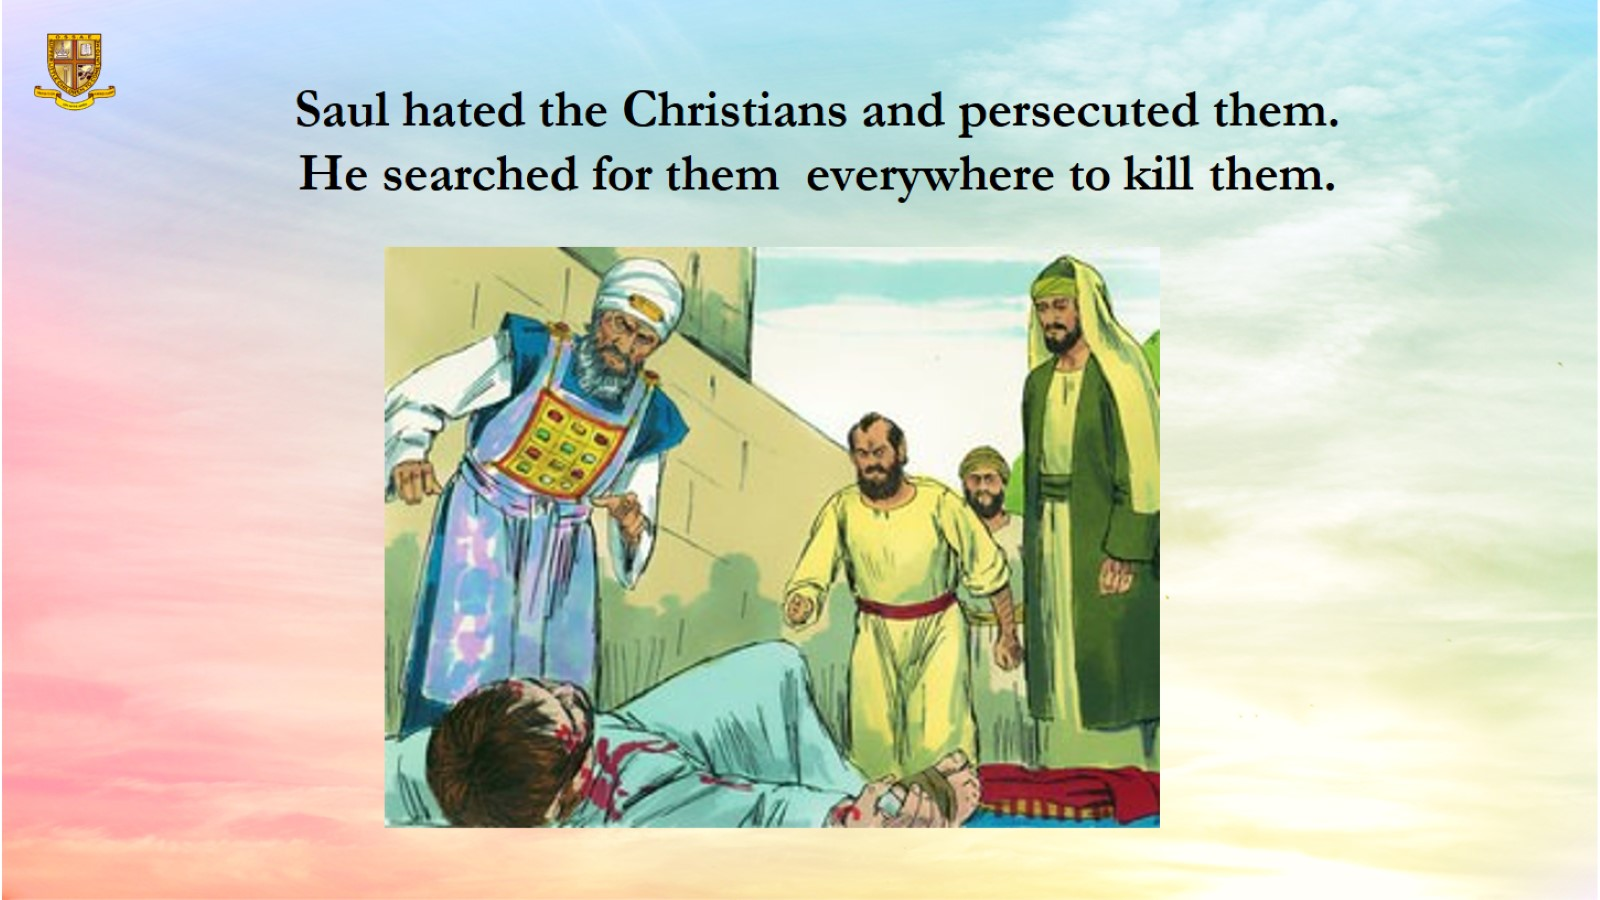 Saul hated the Christians and persecuted them.
He searched for them  everywhere to kill them.